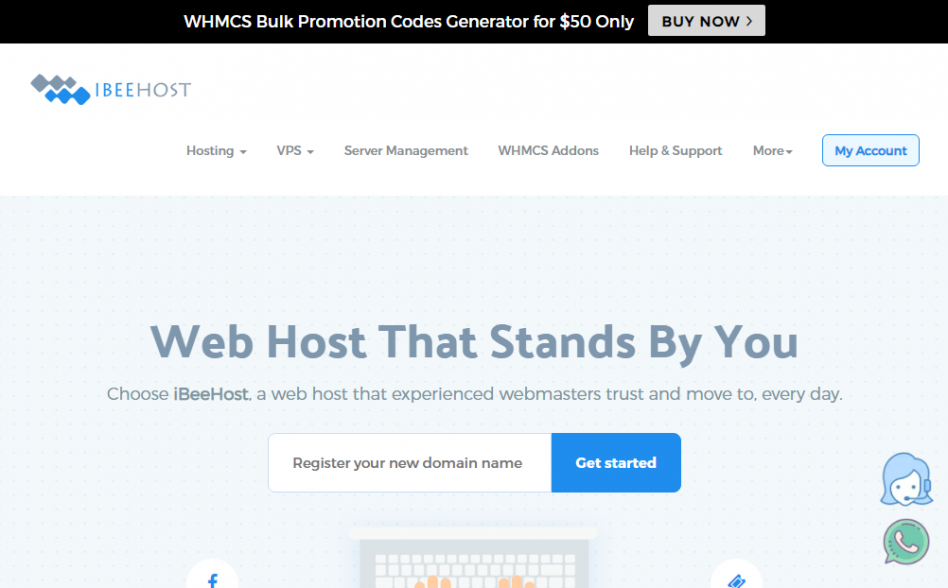 WHMCS Bulk Promotion Codes Generator for $50 Only BUY NOW >
IBEEHOST
Hosting VPS Server Management WHMCS Addons Help & Support More My Account
Web Host That Stands By You
Choose iBeeHost, a web host that experienced webmasters trust and move to, every day.
Register your new domain name Get started